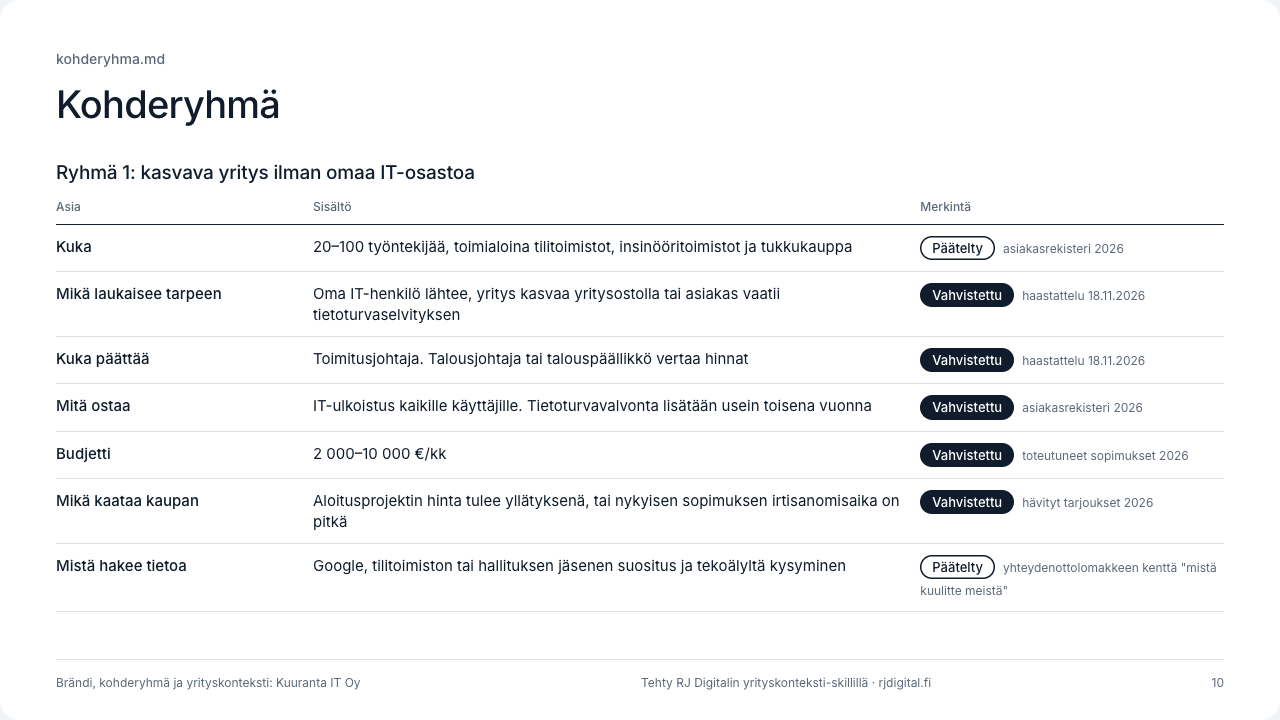 kohderyhma.md
Kohderyhmä
Ryhmä 1: kasvava yritys ilman omaa IT-osastoa
Asia Sisältö Merkintä
Kuka 20–100 työntekijää, toimialoina tilitoimistot, insinööritoimistot ja tukkukauppa Päätelty asiakasrekisteri 2026
Mikä laukaisee tarpeen Oma IT-henkilö lähtee, yritys kasvaa yritysostolla tai asiakas vaatii Vahvistettu haastattelu 18.11.2026
tietoturvaselvityksen
Kuka päättää Toimitusjohtaja. Talousjohtaja tai talouspäällikkö vertaa hinnat Vahvistettu haastattelu 18.11.2026
Mitä ostaa IT-ulkoistus kaikille käyttäjille. Tietoturvavalvonta lisätään usein toisena vuonna Vahvistettu asiakasrekisteri 2026
Budjetti 2 000–10 000 €/kk Vahvistettu toteutuneet sopimukset 2026
Mikä kaataa kaupan Aloitusprojektin hinta tulee yllätyksenä, tai nykyisen sopimuksen irtisanomisaika on Vahvistettu hävityt tarjoukset 2026
pitkä
Mistä hakee tietoa Google, tilitoimiston tai hallituksen jäsenen suositus ja tekoälyltä kysyminen Päätelty yhteydenottolomakkeen kenttä "mistä
kuulitte meistä"
Brändi, kohderyhmä ja yrityskonteksti: Kuuranta IT Oy Tehty RJ Digitalin yrityskonteksti-skillillä · rjdigital.fi 10